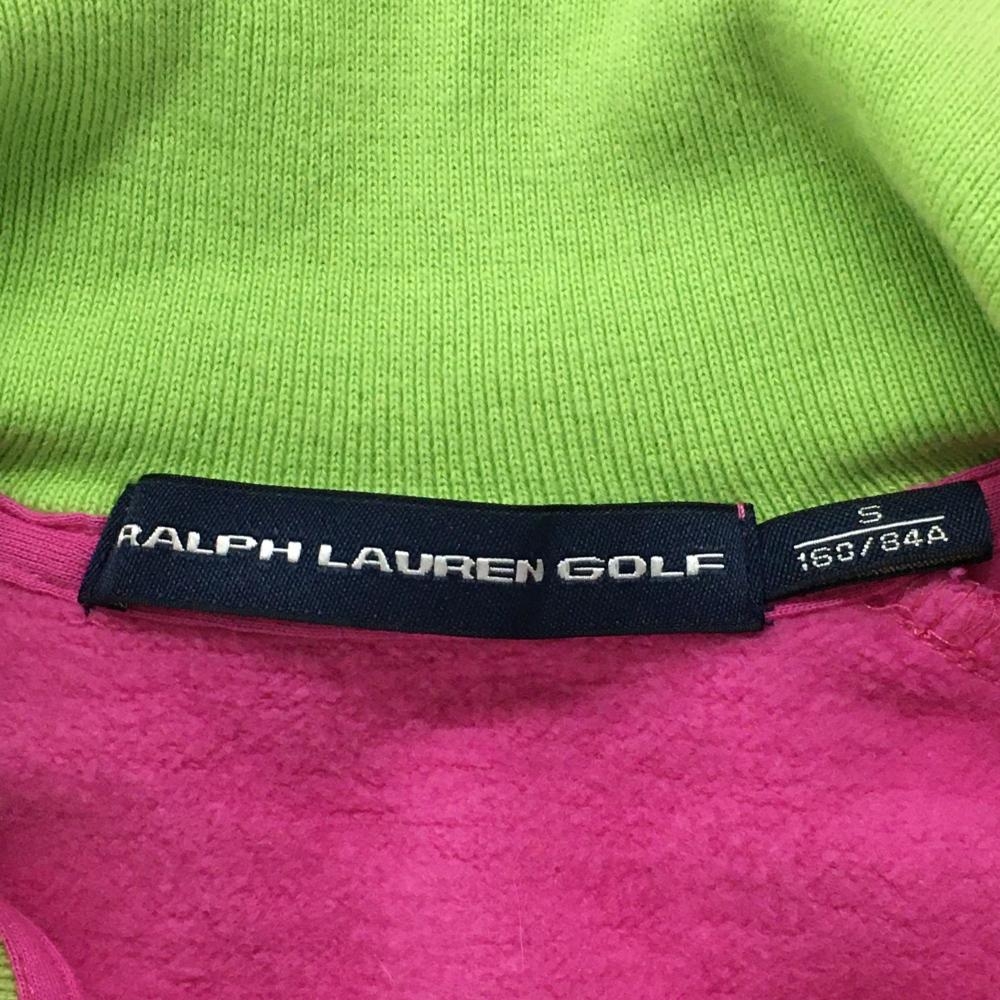 RALPH LAUREN GOLF
S
160/84A